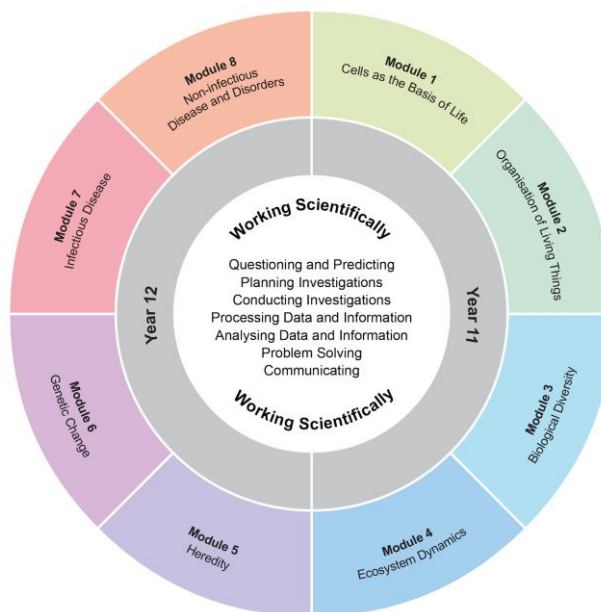 Module 1
Cells as the Basis of Life
Module 2
Organisation of Living Things
Module 3
Biological Diversity
Module 4
Ecosystem Dynamics
Module 5
Heredity
Module 6
Genetic Change
Module 7
Infectious Disease
Module 8
Non-infectious
Disease and Disorders
Year 11
Year 12
Working Scientifically
Questioning and Predicting
Planning Investigations
Conducting Investigations
Processing Data and Information
Analysing Data and Information
Problem Solving
Communicating
Working Scientifically